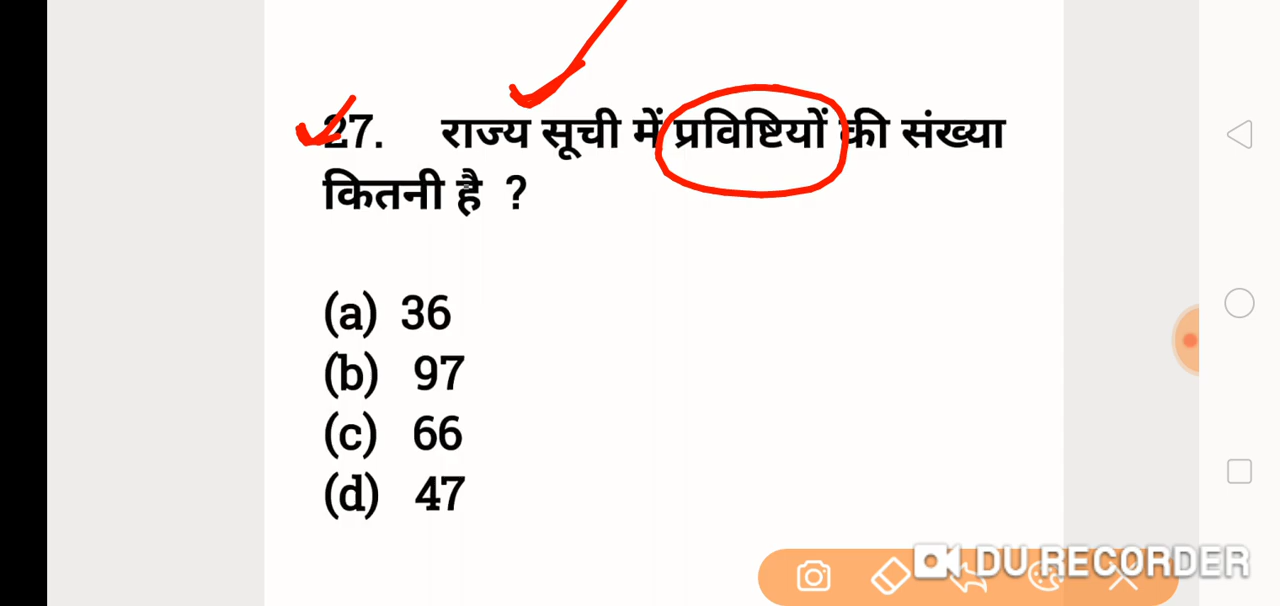 27. राज्य सूची में प्रविष्टियों की संख्या
कितनी है ?
(a) 36
(b) 97
(c) 66
(d) 47
DU RECORDER